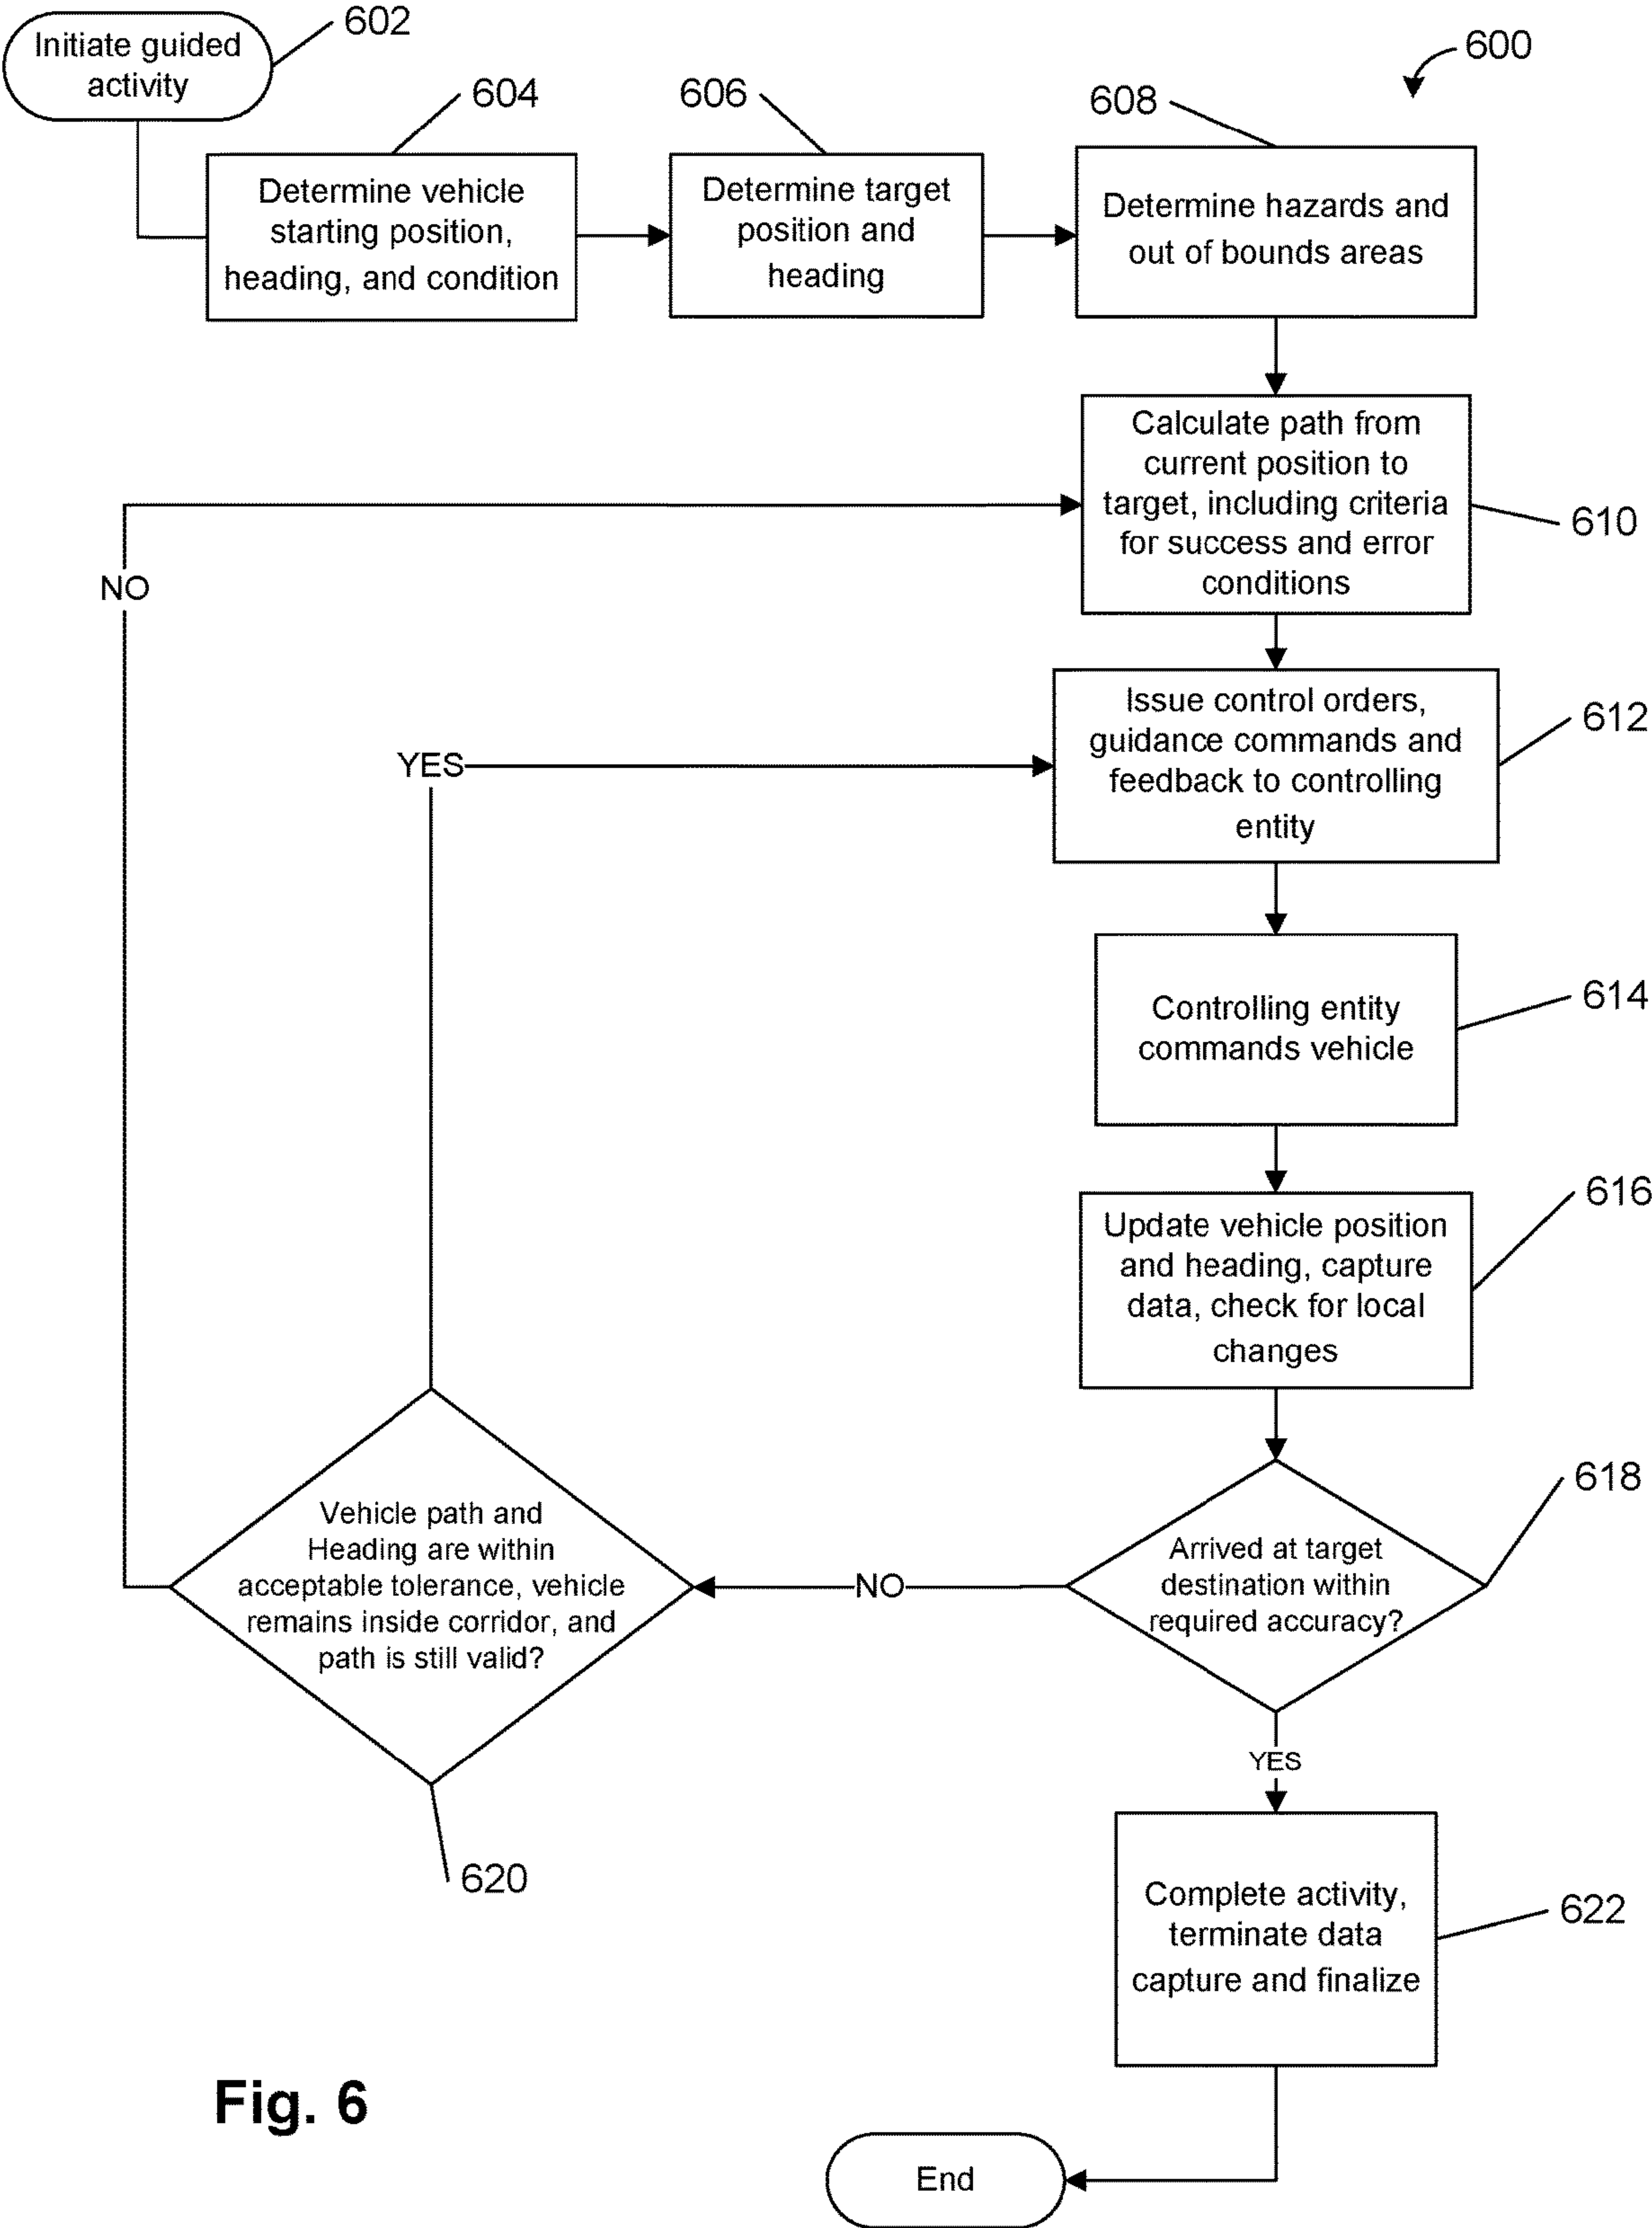 Initiate guided
activity
602
600
604
606
608
Determine vehicle
starting position,
heading, and condition
Determine target
position and
heading
Determine hazards and
out of bounds areas
Calculate path from
current position to
target, including criteria
for success and error
conditions
610
NO
Issue control orders,
guidance commands and
feedback to controlling
entity
612
YES
Controlling entity
commands vehicle
614
Update vehicle position
and heading, capture
data, check for local
changes
616
Arrived at target
destination within
required accuracy?
618
NO
Vehicle path and
Heading are within
acceptable tolerance, vehicle
remains inside corridor, and
path is still valid?
620
YES
Complete activity,
terminate data
capture and finalize
622
End
Fig. 6